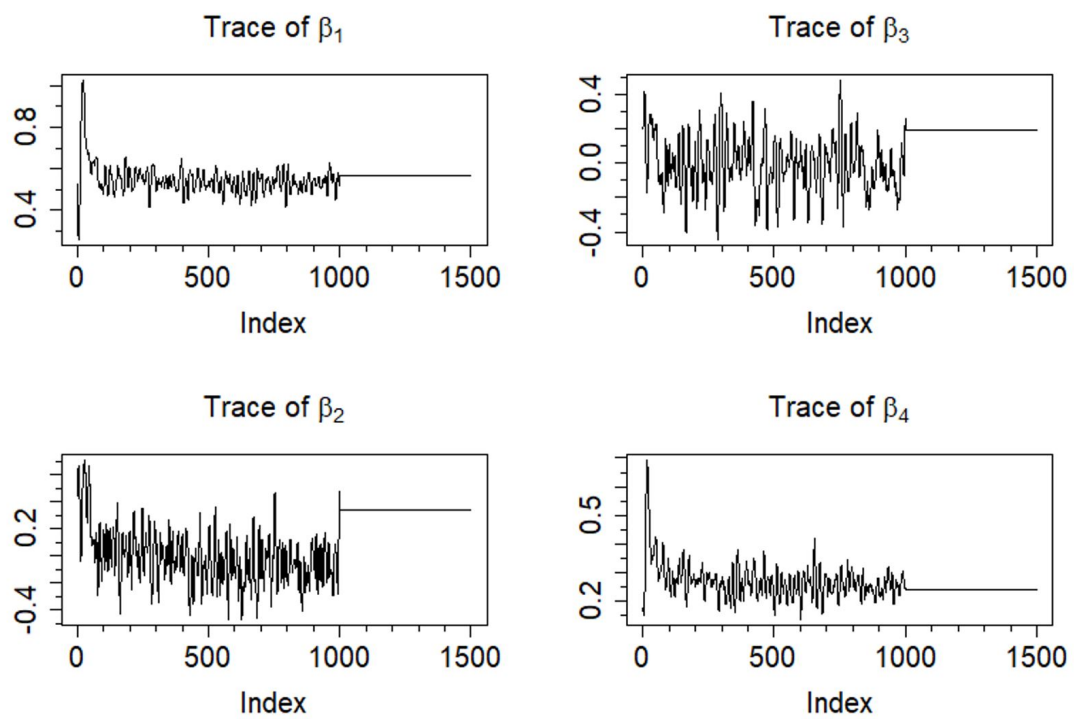 Trace of β1
0.4 0.8
0 500 1000 1500
Index
Trace of β3
-0.4 0.0 0.4
0 500 1000 1500
Index
Trace of β2
-0.4 0.2
0 500 1000 1500
Index
Trace of β4
0.2 0.5
0 500 1000 1500
Index